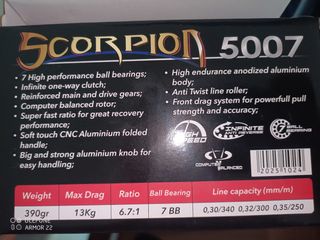 SCORPION 5007
• 7 High performance ball bearings;
• Infinite one-way clutch;
• Reinforced main and drive gears;
• Computer balanced rotor;
• Super fast ratio for great recovery
performance;
• Soft touch CNC Aluminium folded
handle;
• Big and strong aluminium knob for
easy handling;
• High endurance anodized aluminium
body;
• Anti Twist line roller;
• Front drag system for powerfull pull
strength and accuracy;
HIGH
SPEED
INFINITE
ANTI REVERSE
7 BALL
BEARING
COMPUTER
BALANCED
2025I1024
Weight Max Drag Ratio Ball Bearing Line capacity (mm/m)
390gr 13Kg 6.7:1 7 BB 0,30/340 0,32/300 0,35/250
ULEFONE
ARMOR 22